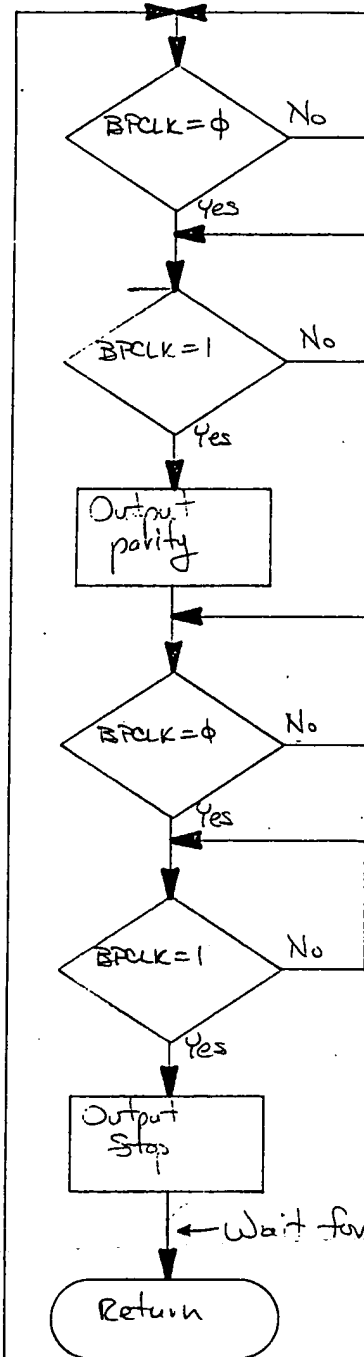 BPCLK=ϕ
No
Yes
BPCLK=1
No
Yes
Output
parity
BPCLK=ϕ
No
Yes
BPCLK=1
No
Yes
Output
Stop
Wait for
Return